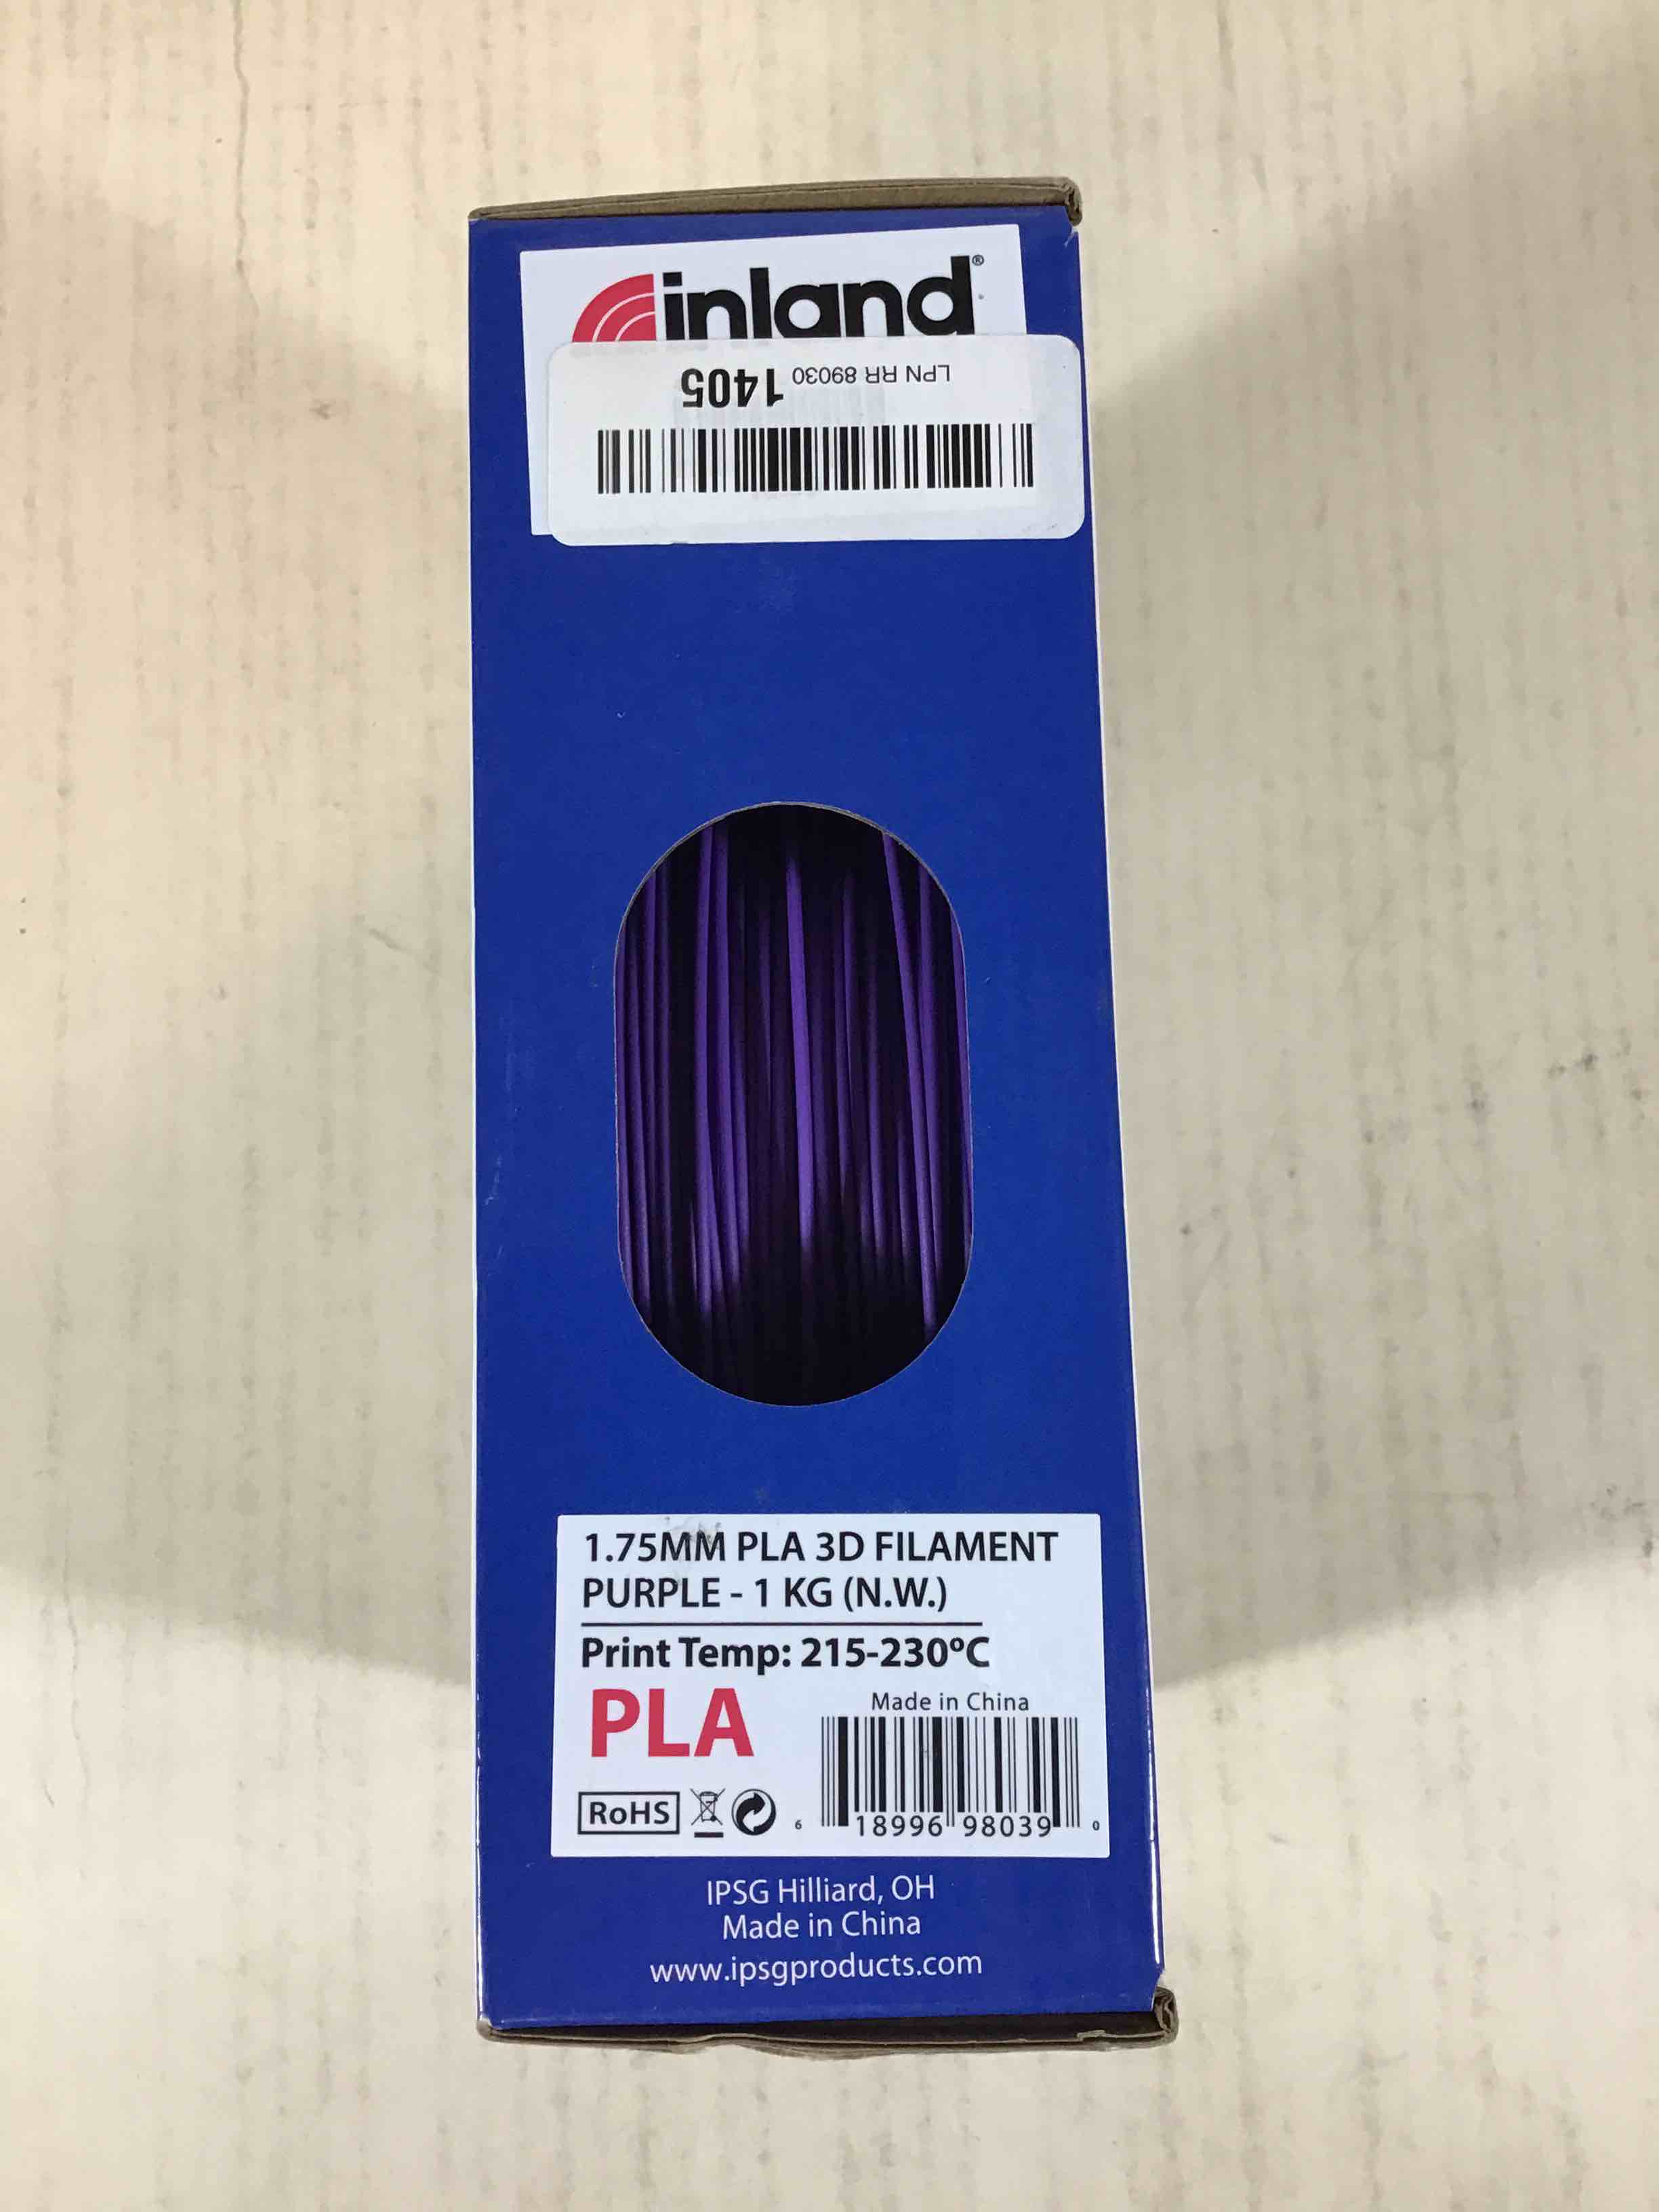 inland®
LPN RR 89030 1405
1.75MM PLA 3D FILAMENT
PURPLE - 1 KG (N.W.)
Print Temp: 215-230ºC
PLA
Made in China
RoHS
6 18996 98039 0
IPSG Hilliard, OH
Made in China
www.ipsgproducts.com